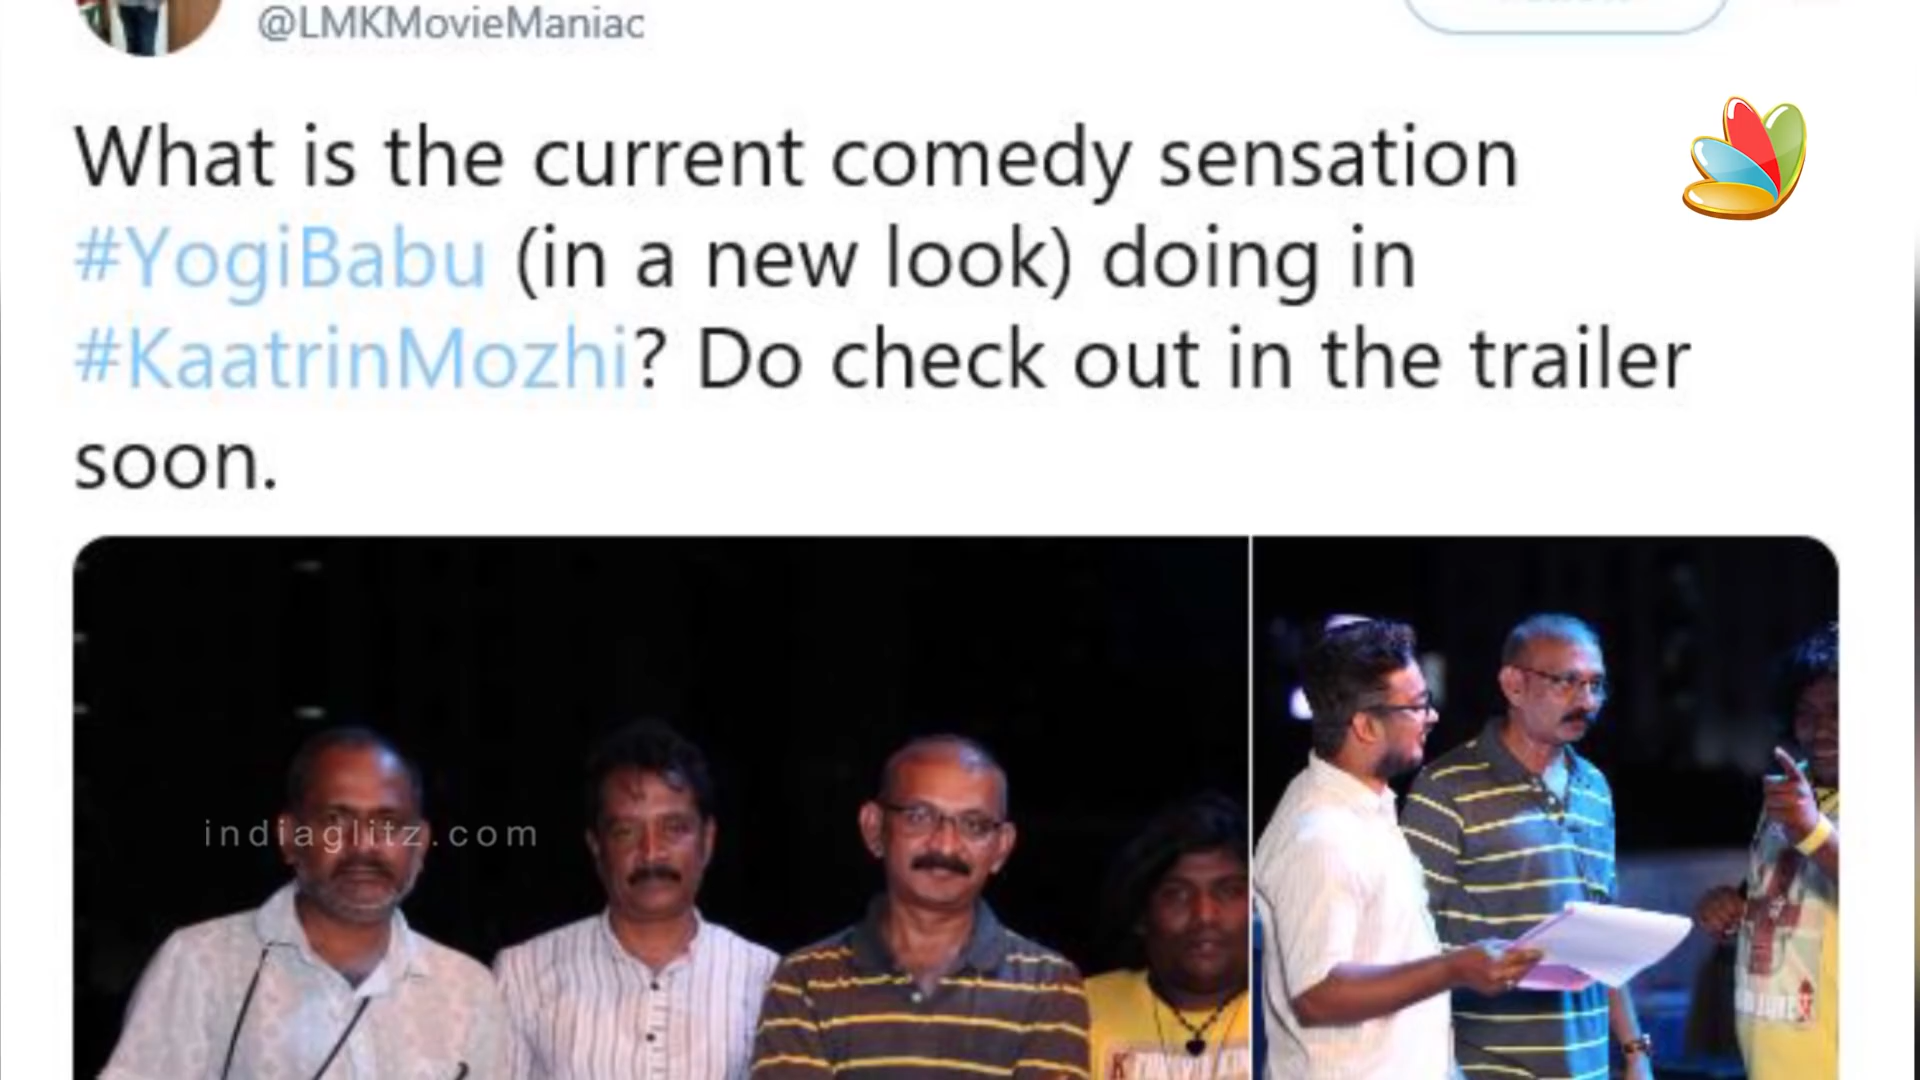 @LMKMovieManiac
What is the current comedy sensation
#YogiBabu (in a new look) doing in
#KaatrinMozhi? Do check out in the trailer
soon.
indiaglitz.com